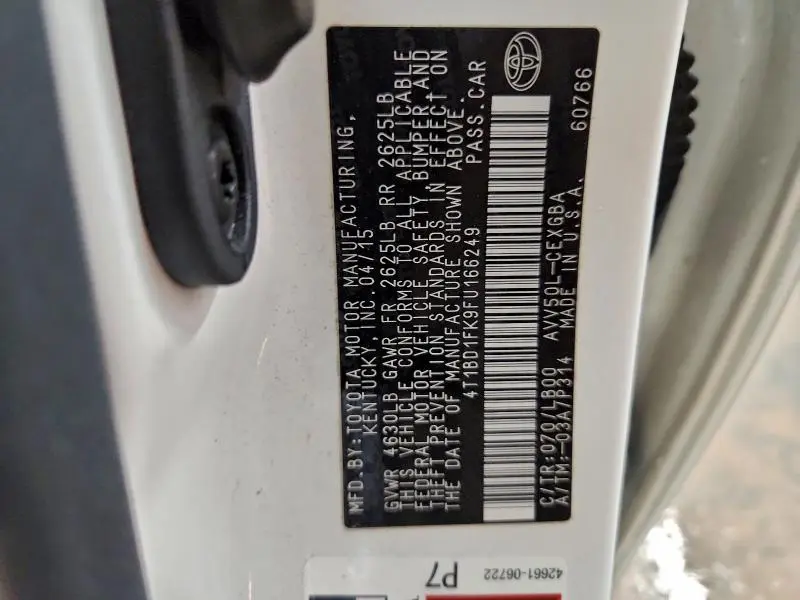 MFD.BY:TOYOTA MOTOR MANUFACTURING,
KENTUCKY, INC. 04/15
GVWR 4630LB GAWR FR 2625LB RR 2625LB
THIS VEHICLE CONFORMS TO ALL APPLICABLE
FEDERAL MOTOR VEHICLE SAFETY, BUMPER AND
THEFT PREVENTION STANDARDS IN EFFECT ON
THE DATE OF MANUFACTURE SHOWN ABOVE.
4T1BD1FK9FU166249 PASS.CAR
C/TR:070/LB00 AVV50L-CEXGBA
A/TM:-03A/P314 MADE IN U.S.A. 60766
42661-06722
P7